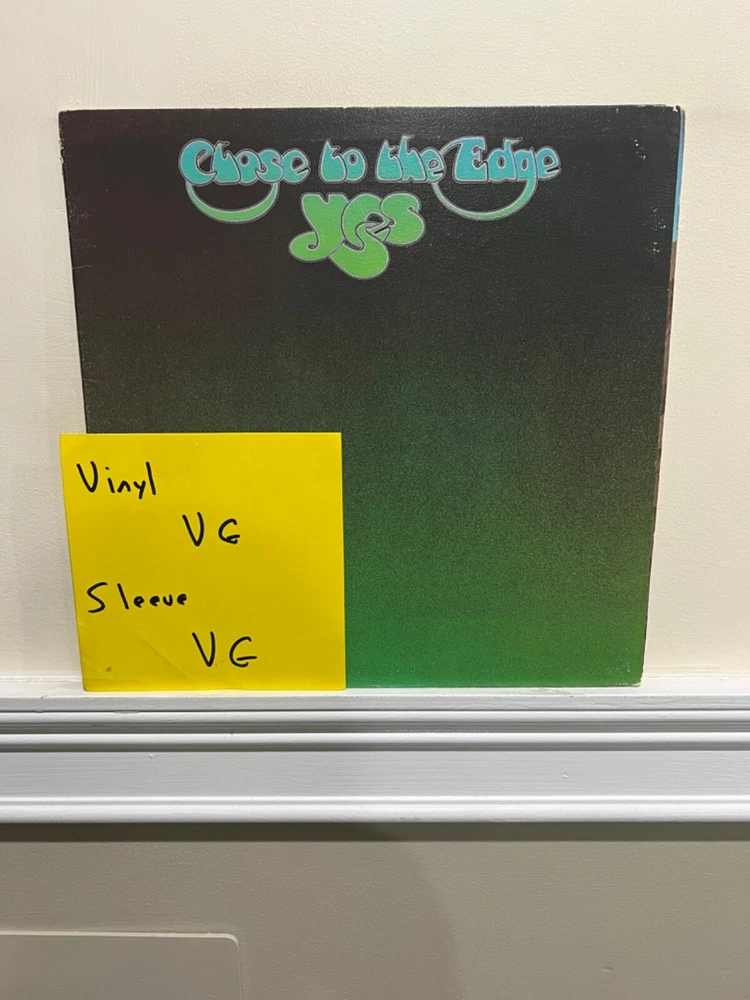 Close to the Edge
Yes
Vinyl
VG
Sleeve
VG